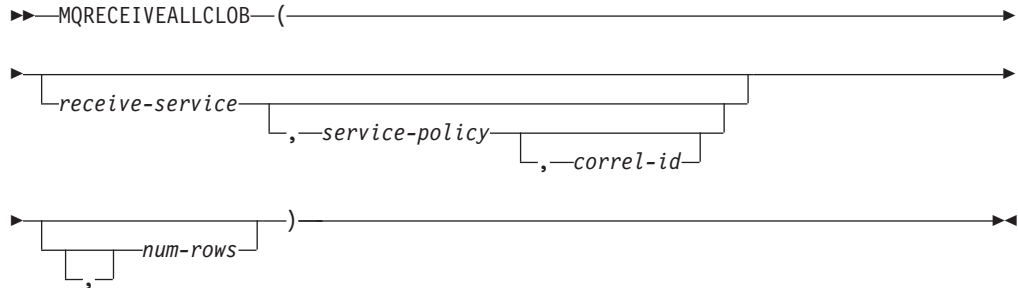 MQRECEIVEALLCLOB (
receive-service
, service-policy
, correl-id
num-rows )
,